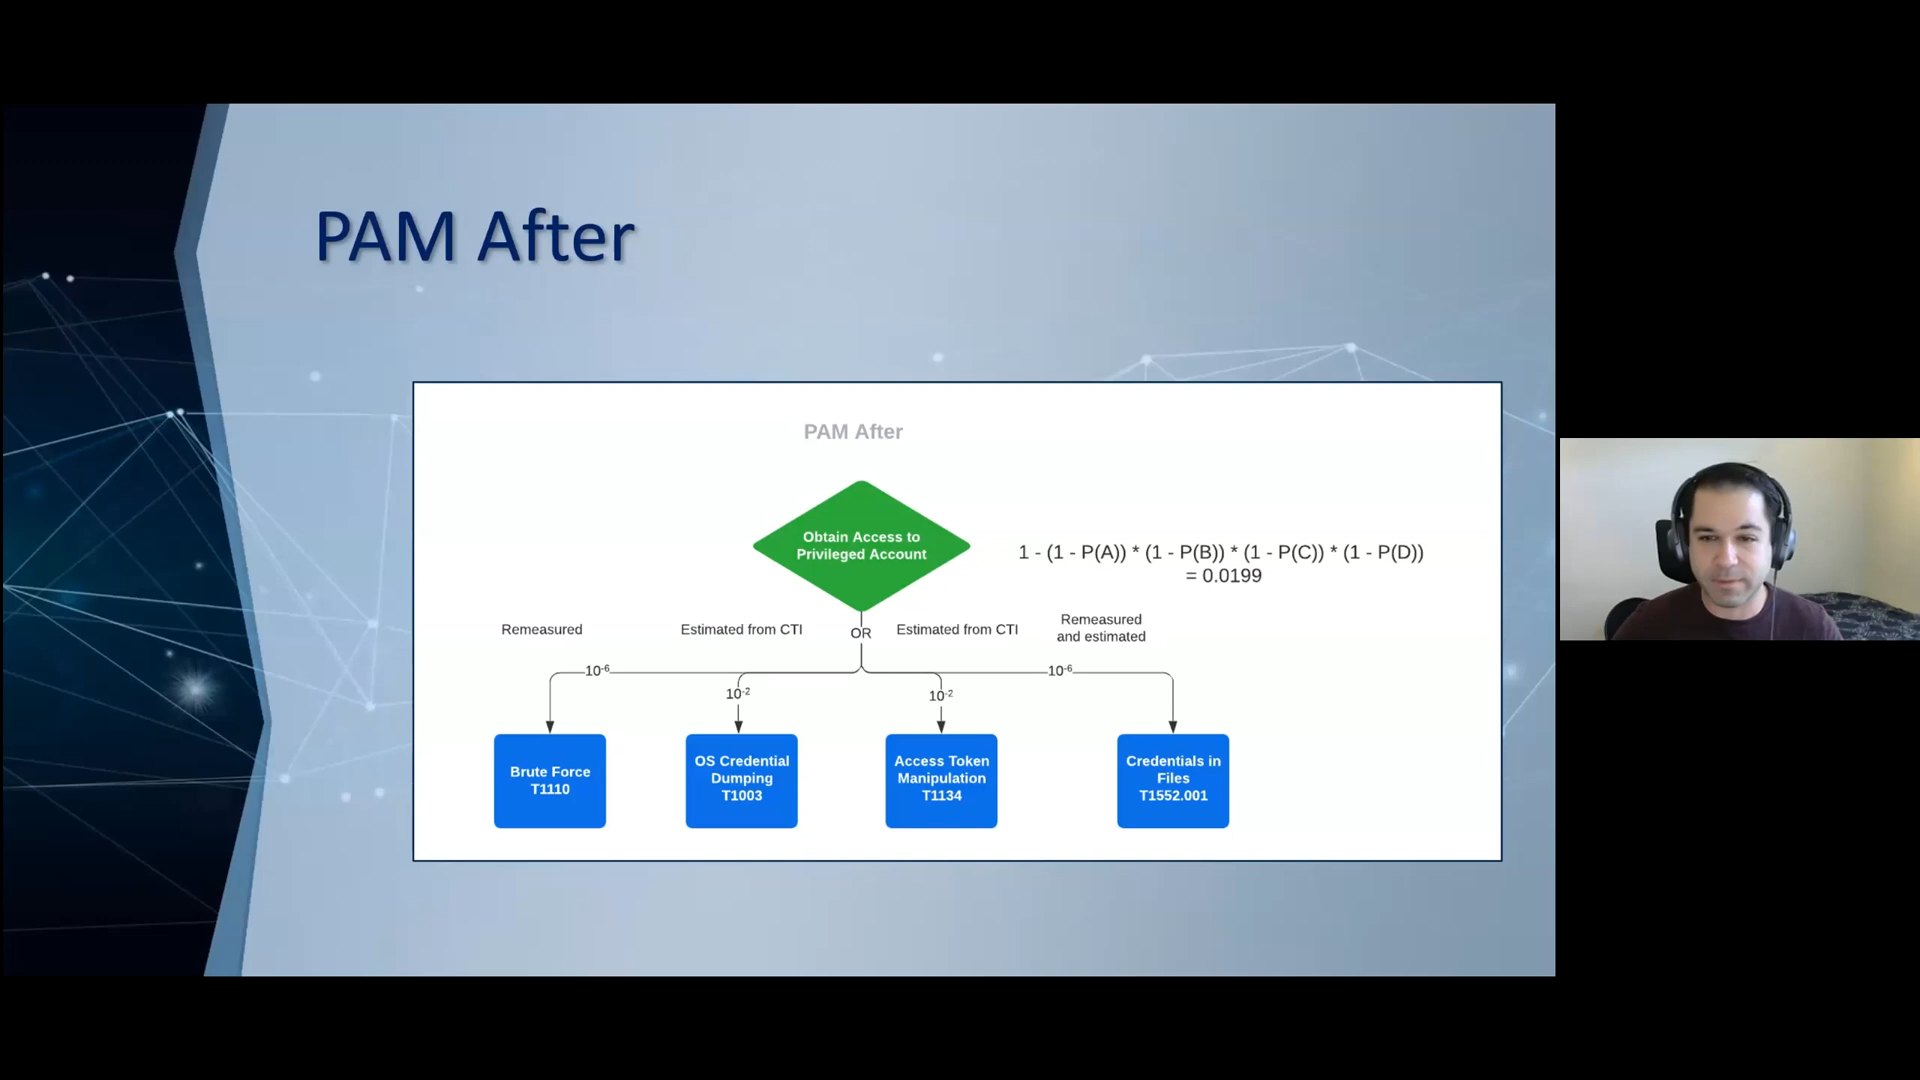 PAM After
PAM After
Obtain Access to
Privileged Account
1 - (1 - P(A)) * (1 - P(B)) * (1 - P(C)) * (1 - P(D))
= 0.0199
Remeasured
Estimated from CTI
OR
Estimated from CTI
Remeasured
and estimated
10-6
10-2
10-2
10-6
Brute Force
T1110
OS Credential
Dumping
T1003
Access Token
Manipulation
T1134
Credentials in
Files
T1552.001